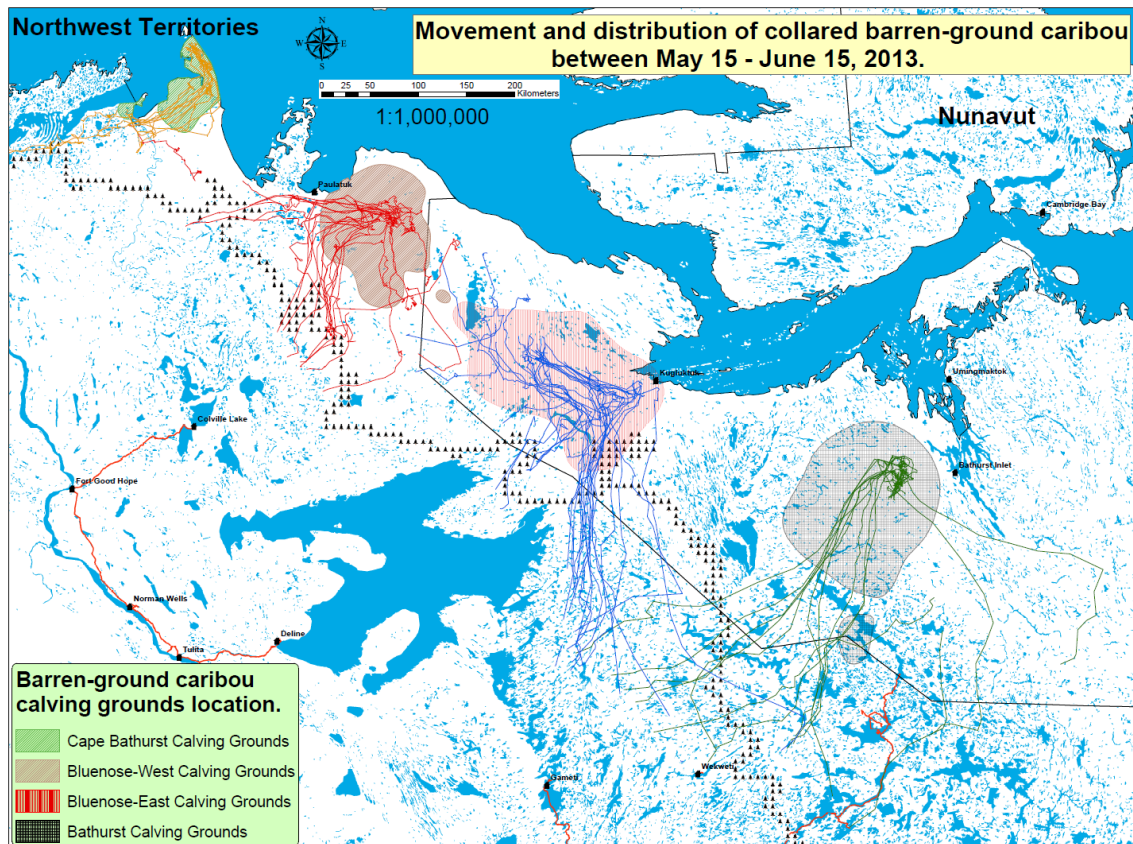 Northwest Territories
Movement and distribution of collared barren-ground caribou
between May 15 - June 15, 2013.
N
W E
S
0 25 50 100 150 200
Kilometers
1:1,000,000
Nunavut
Paulatuk
Cambridge Bay
Kugluktuk
Umingmaktok
Colville Lake
Bathurst Inlet
Fort Good Hope
Norman Wells
Deline
Tulita
Wekweti
Gameti
Barren-ground caribou
calving grounds location.
Cape Bathurst Calving Grounds
Bluenose-West Calving Grounds
Bluenose-East Calving Grounds
Bathurst Calving Grounds